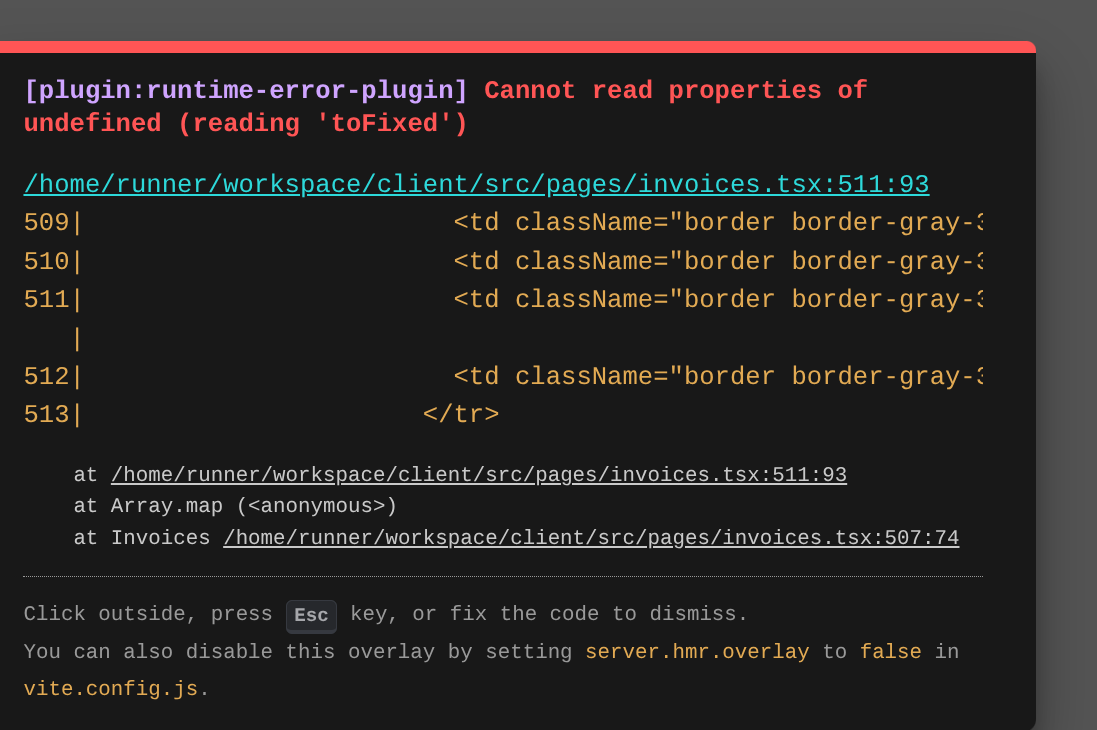 [plugin:runtime-error-plugin] Cannot read properties of
undefined (reading 'toFixed')
/home/runner/workspace/client/src/pages/invoices.tsx:511:93
509|                        <td className="border border-gray-3
510|                        <td className="border border-gray-3
511|                        <td className="border border-gray-3
   |
512|                        <td className="border border-gray-3
513|                      </tr>
    at /home/runner/workspace/client/src/pages/invoices.tsx:511:93
    at Array.map (<anonymous>)
    at Invoices /home/runner/workspace/client/src/pages/invoices.tsx:507:74
Click outside, press Esc key, or fix the code to dismiss.
You can also disable this overlay by setting server.hmr.overlay to false in
vite.config.js.